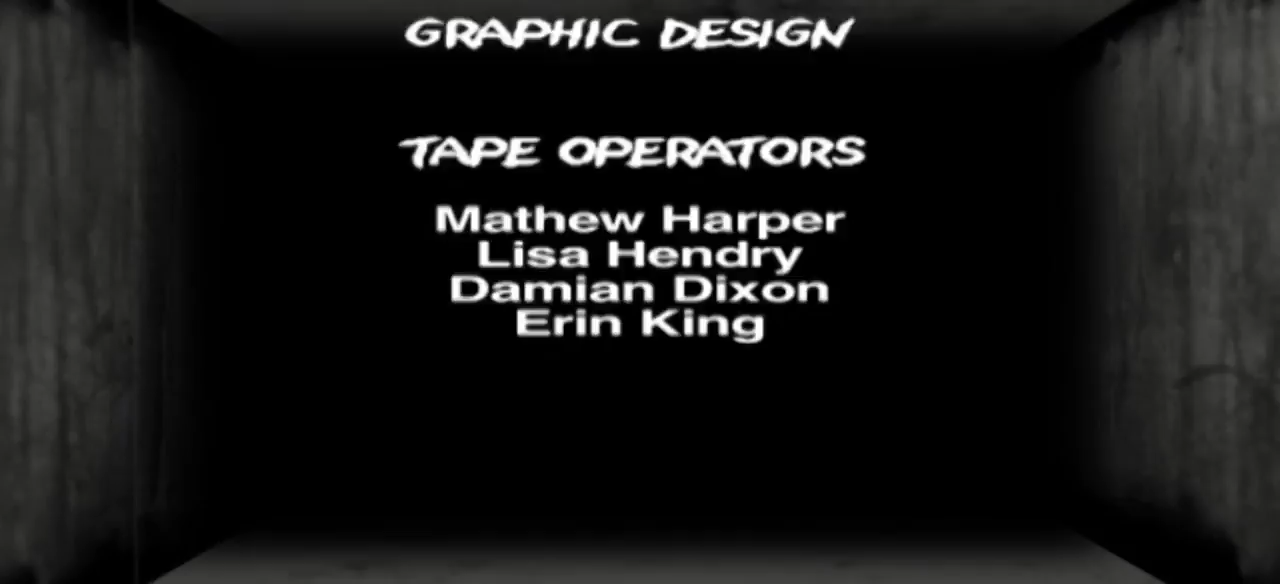 GRAPHIC DESIGN
TAPE OPERATORS
Mathew Harper
Lisa Hendry
Damian Dixon
Erin King